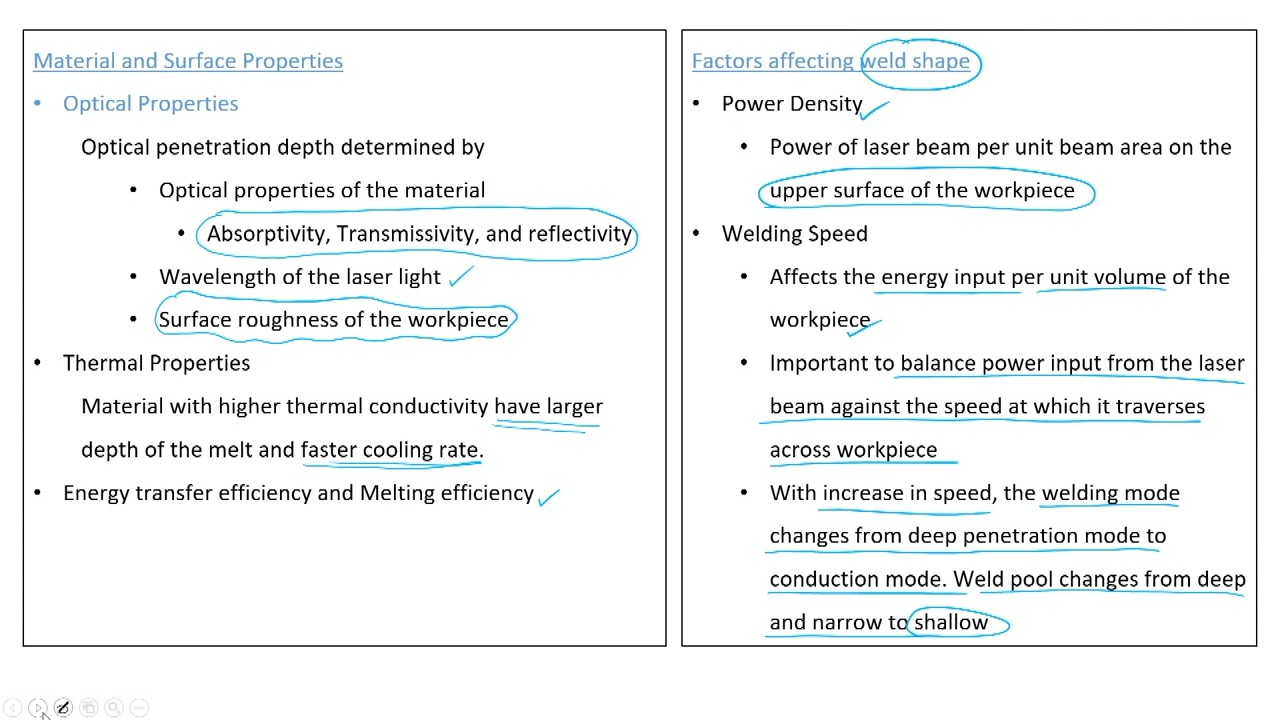 Material and Surface Properties
• Optical Properties
Optical penetration depth determined by
• Optical properties of the material
• Absorptivity, Transmissivity, and reflectivity
• Wavelength of the laser light
• Surface roughness of the workpiece
• Thermal Properties
Material with higher thermal conductivity have larger
depth of the melt and faster cooling rate.
• Energy transfer efficiency and Melting efficiency
Factors affecting weld shape
• Power Density
• Power of laser beam per unit beam area on the
upper surface of the workpiece
• Welding Speed
• Affects the energy input per unit volume of the
workpiece
• Important to balance power input from the laser
beam against the speed at which it traverses
across workpiece
• With increase in speed, the welding mode
changes from deep penetration mode to
conduction mode. Weld pool changes from deep
and narrow to shallow